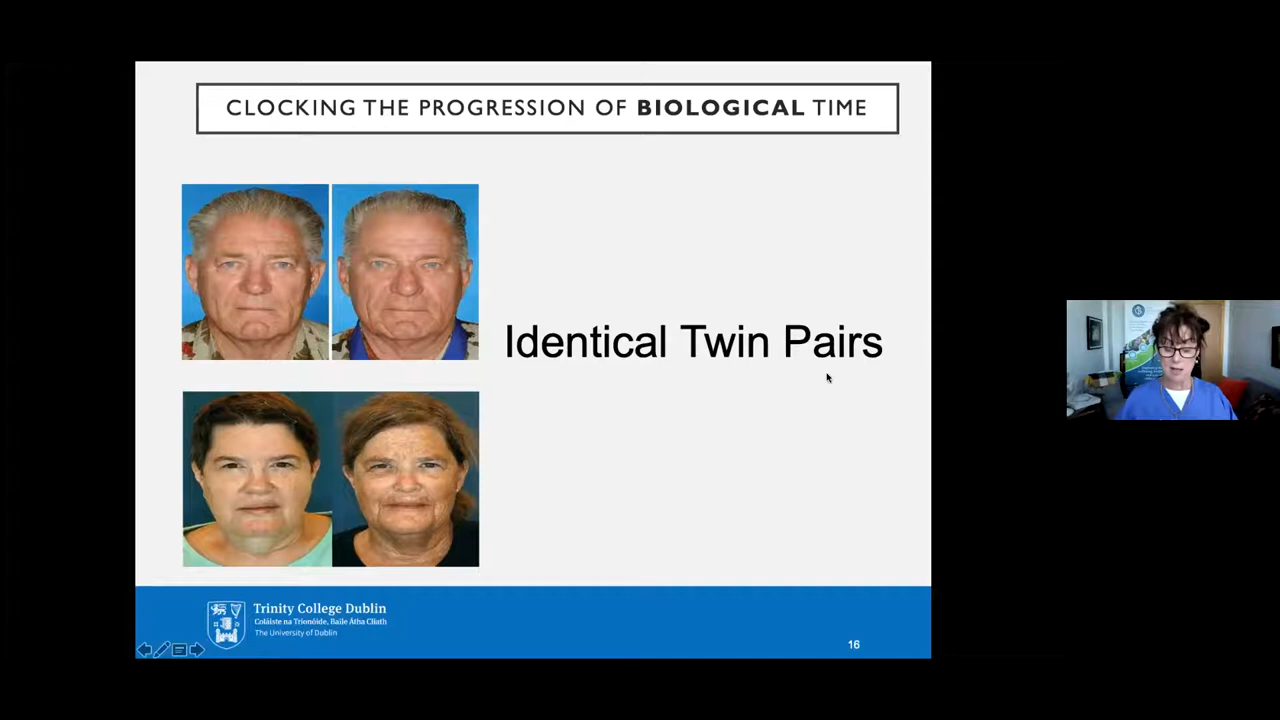 CLOCKING THE PROGRESSION OF BIOLOGICAL TIME
Identical Twin Pairs
Trinity College Dublin
Coláiste na Tríonóide, Baile Átha Cliath
The University of Dublin
16